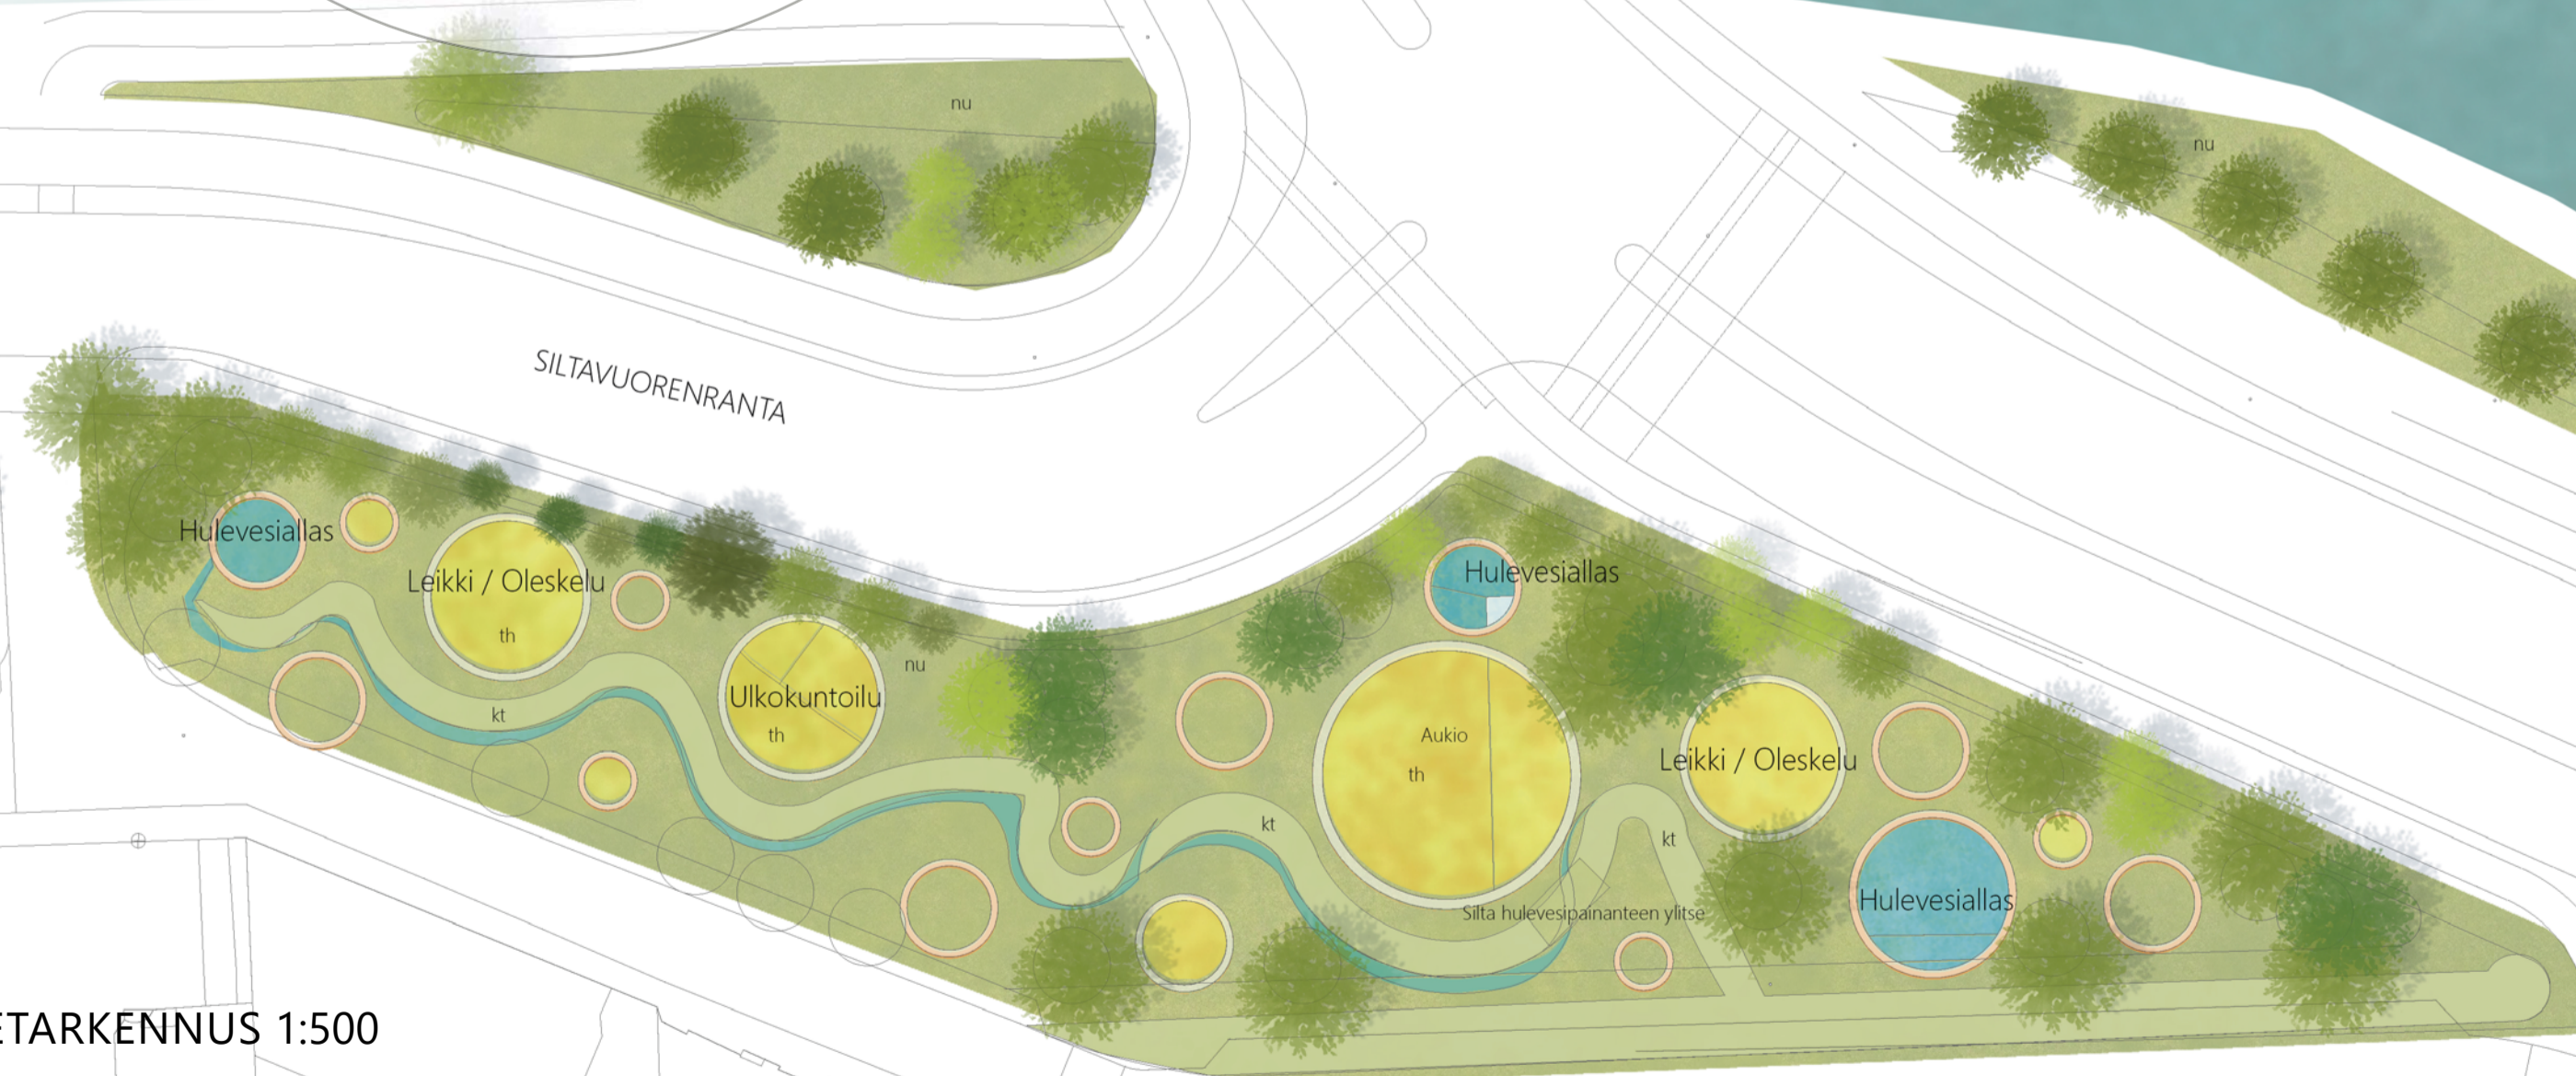 nu
nu
SILTAVUORENRANTA
Hulevesiallas
Leikki / Oleskelu
th
Hulevesiallas
nu
Ulkokuntoilu
th
kt
Aukio
th
Leikki / Oleskelu
kt
kt
Hulevesiallas
Silta hulevesipainanteen ylitse
ETARKENNUS 1:500